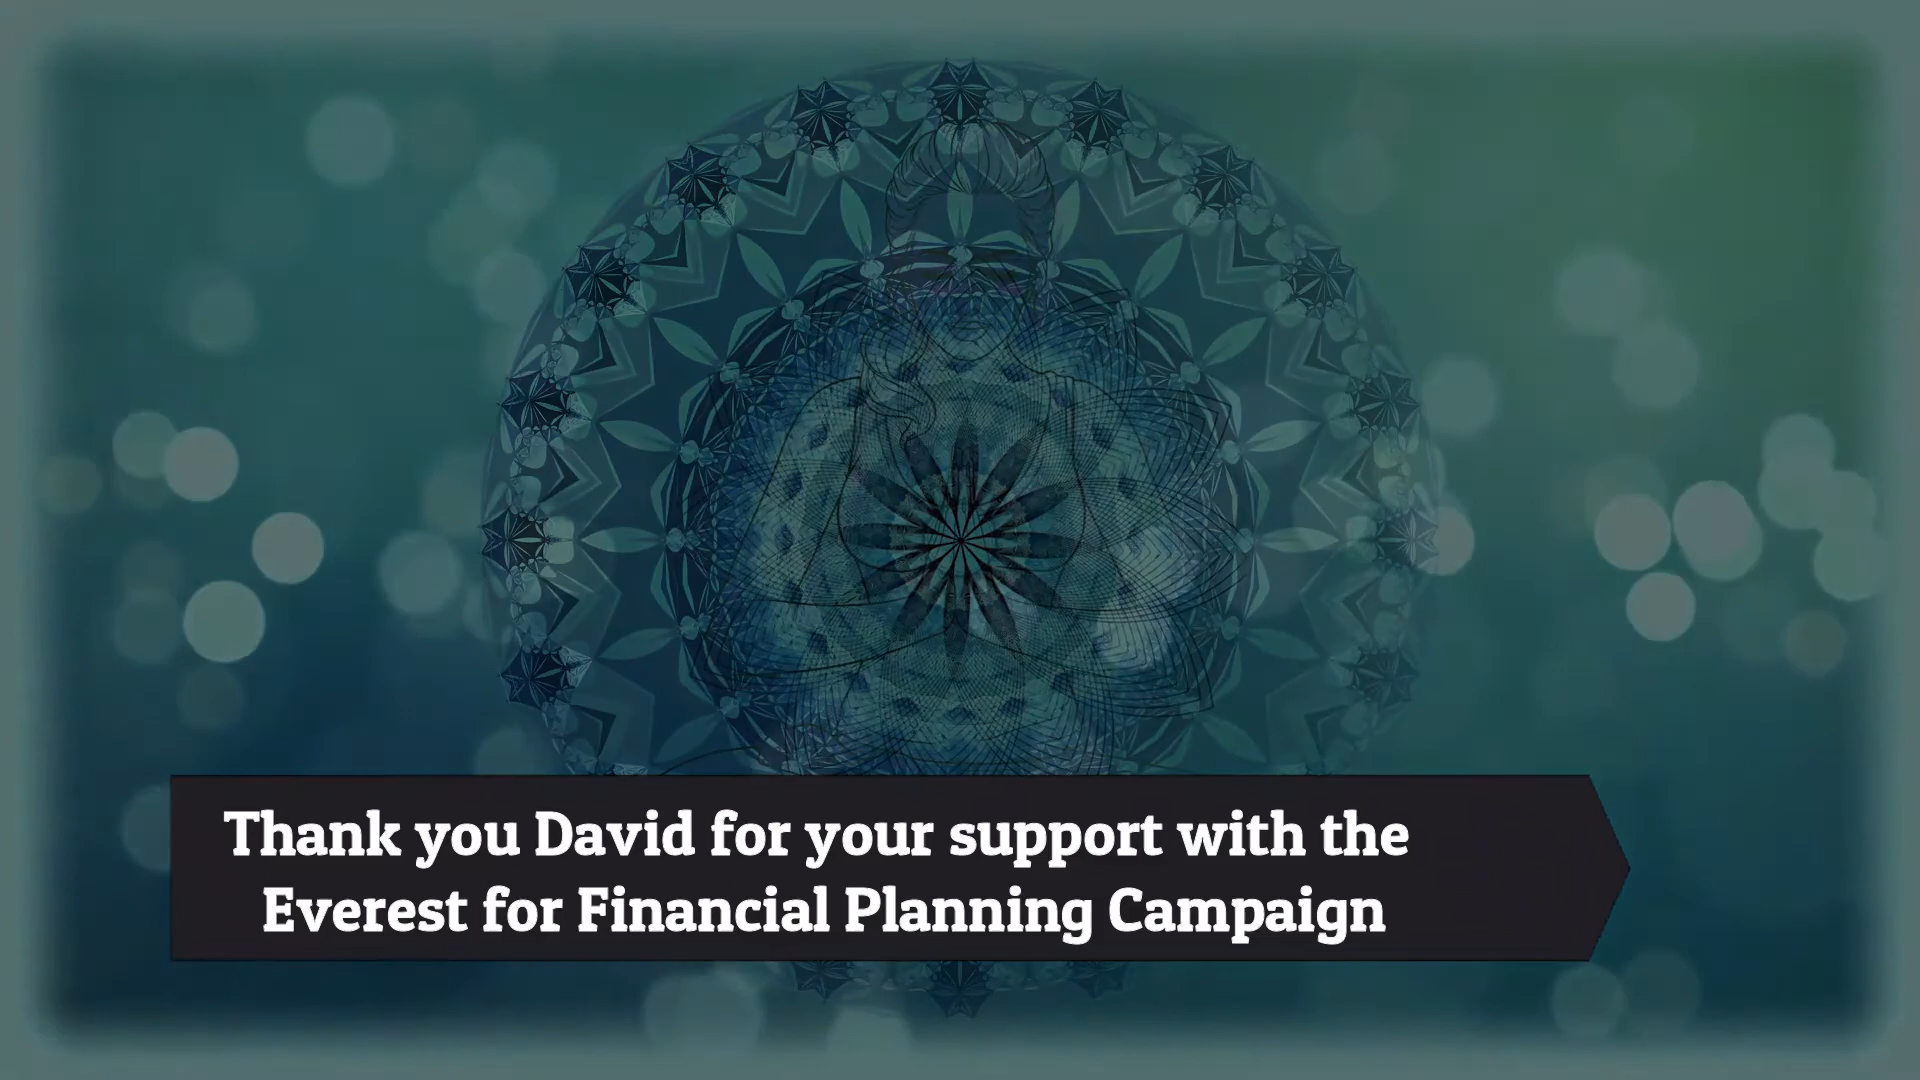 Thank you David for your support with the
Everest for Financial Planning Campaign